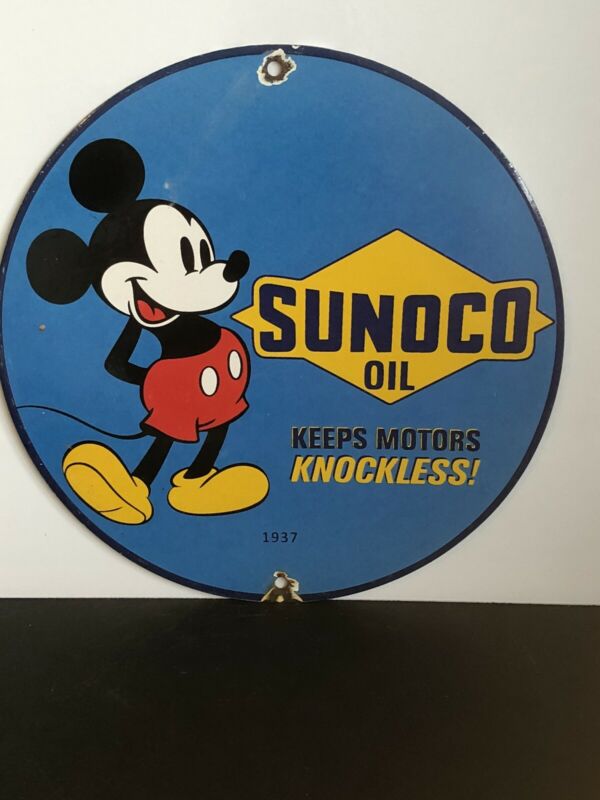 SUNOCO
OIL
KEEPS MOTORS
KNOCKLESS!
1937